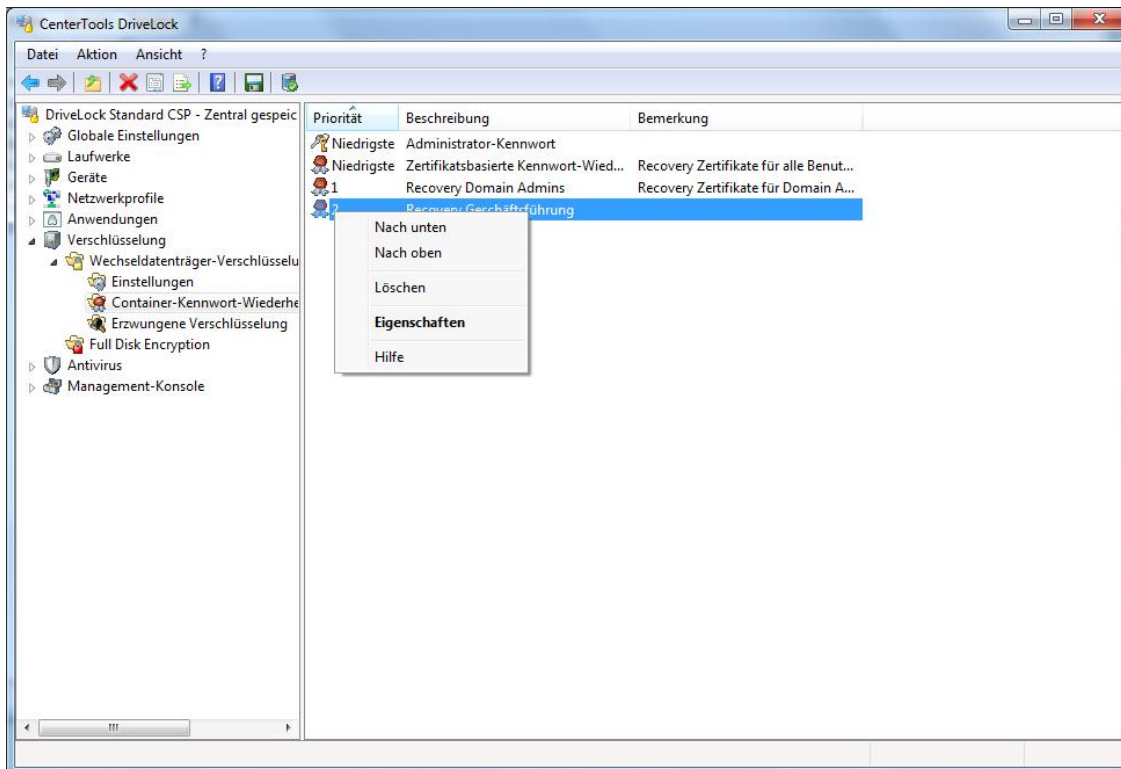 CenterTools DriveLock
Datei Aktion Ansicht ?
DriveLock Standard CSP - Zentral gespeic
Globale Einstellungen
Laufwerke
Geräte
Netzwerkprofile
Anwendungen
Verschlüsselung
Wechseldatenträger-Verschlüsselu
Einstellungen
Container-Kennwort-Wiederhe
Erzwungene Verschlüsselung
Full Disk Encryption
Antivirus
Management-Konsole
Priorität Beschreibung Bemerkung
Niedrigste Administrator-Kennwort
Niedrigste Zertifikatsbasierte Kennwort-Wied... Recovery Zertifikate für alle Benut...
1 Recovery Domain Admins Recovery Zertifikate für Domain A...
2 Recovery Geschäftsführung
Nach unten
Nach oben
Löschen
Eigenschaften
Hilfe